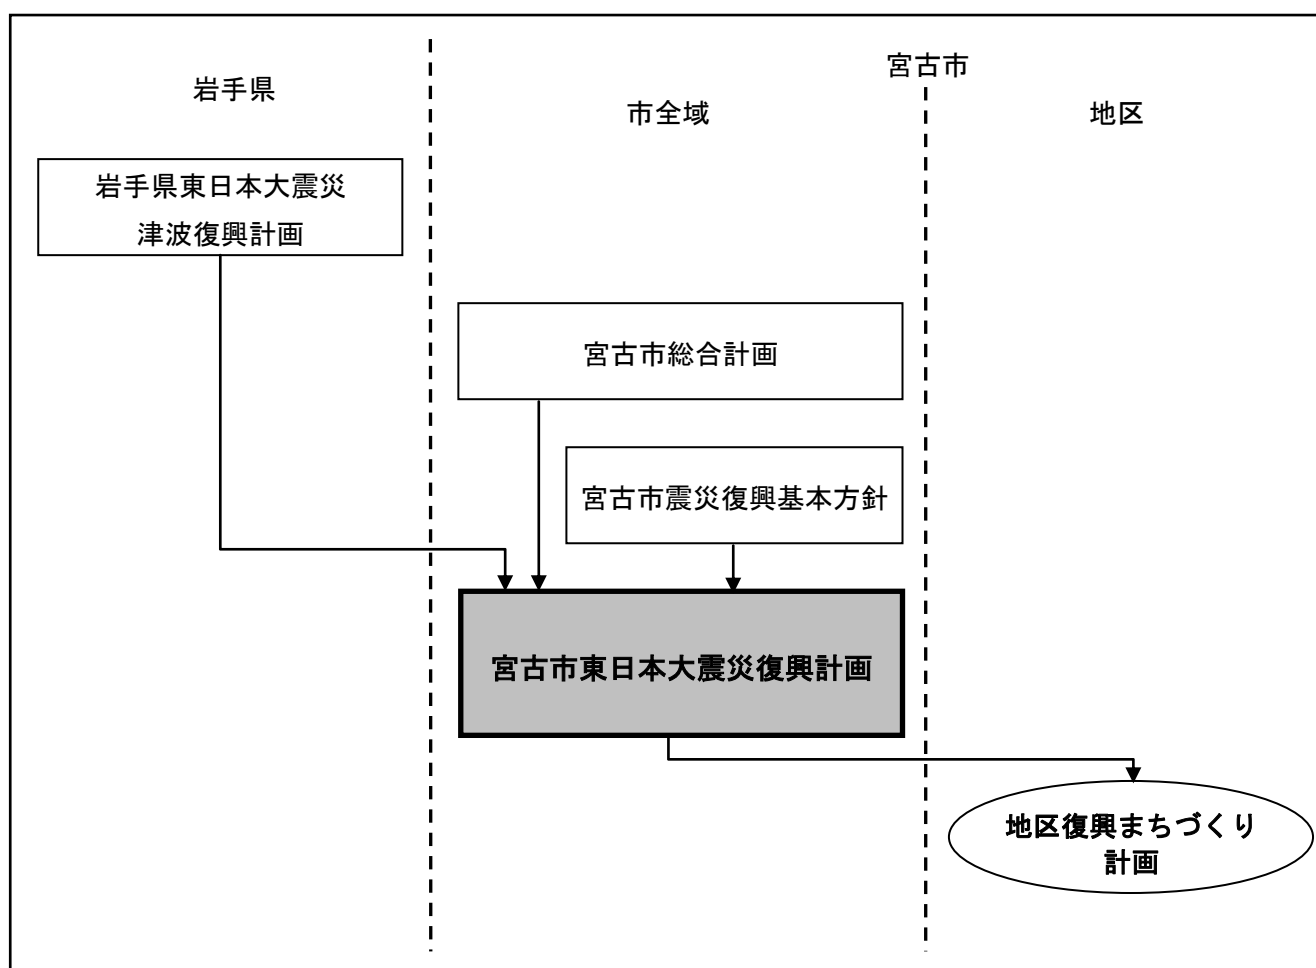 宮古市
岩手県
市全域
地区
岩手県東日本大震災
津波復興計画
宮古市総合計画
宮古市震災復興基本方針
宮古市東日本大震災復興計画
地区復興まちづくり
計画